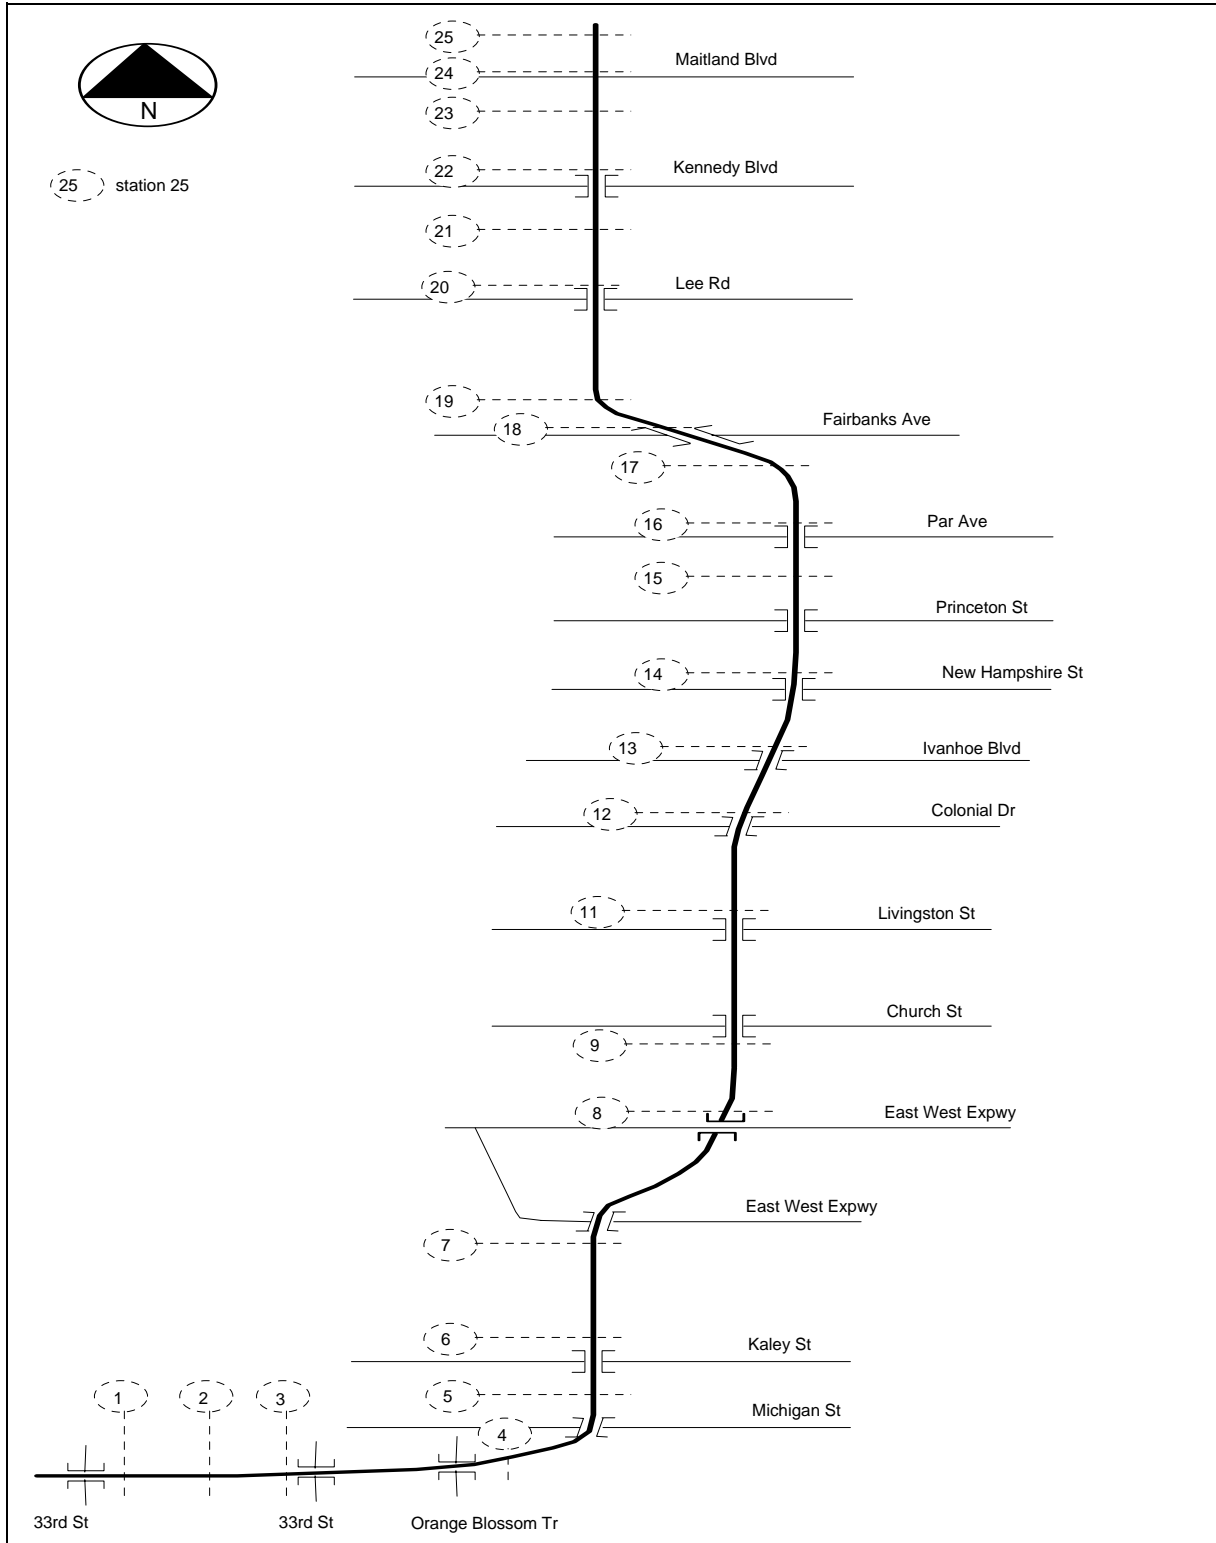 25
Maitland Blvd
24
N
23
Kennedy Blvd
22
25 station 25
21
Lee Rd
20
19
Fairbanks Ave
18
17
Par Ave
16
15
Princeton St
14
New Hampshire St
13
Ivanhoe Blvd
12
Colonial Dr
11
Livingston St
Church St
9
8
East West Expwy
East West Expwy
7
6
Kaley St
1
2
3
5
Michigan St
4
33rd St
33rd St
Orange Blossom Tr